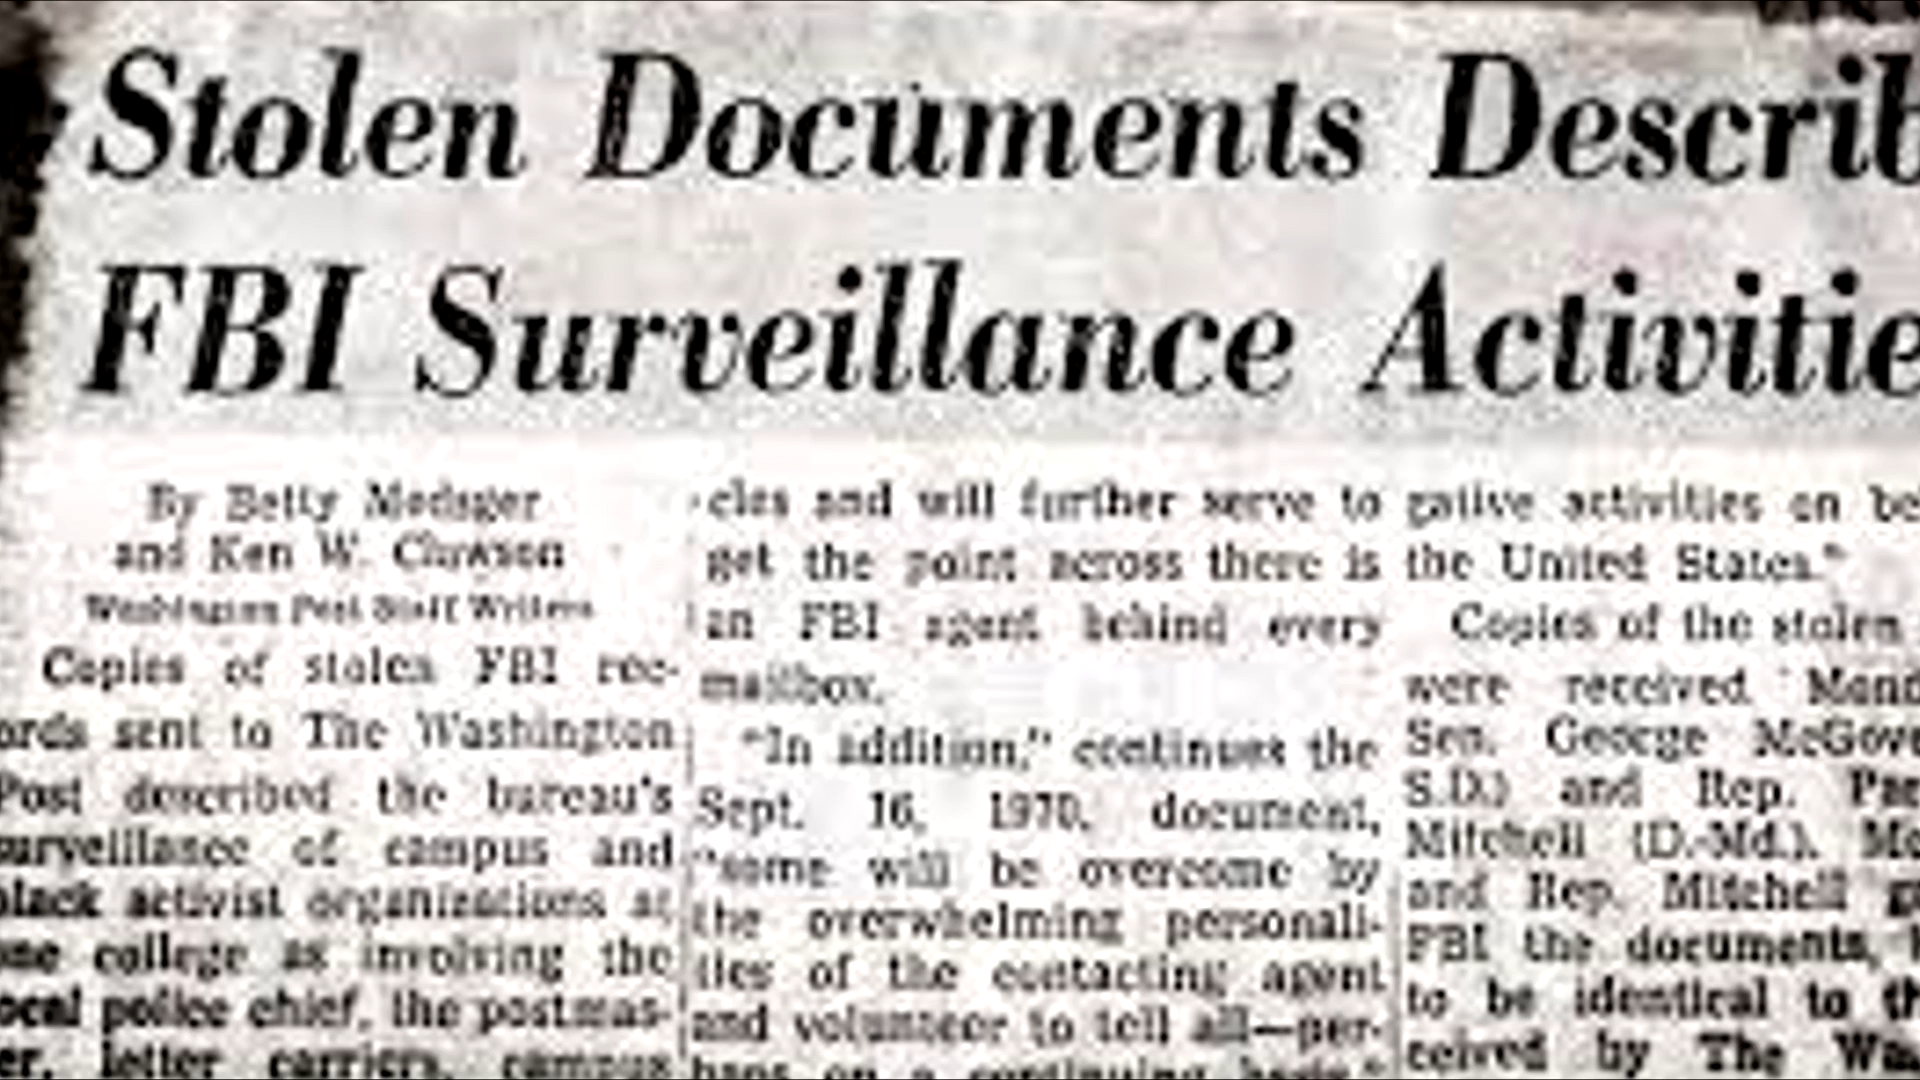 Stolen Documents Describ
FBI Surveillance Activitie
By Betty Medsger
and Ken W. Clawson
Washington Post Staff Writers
Copies of stolen FBI rec-
ords sent to The Washington
Post described the bureau's
surveillance of campus and
black activist organizations at
one college as involving the
local police chief, the postmas-
er, letter carriers, campus
cles and will further serve to
get the point across there is
an FBI agent behind every
mailbox.
"In addition," continues the
Sept. 16, 1970, document,
"some will be overcome by
the overwhelming personali-
ties of the contacting agent
and volunteer to tell all—per-
haps on a continuing basis."
gative activities on be
the United States."
Copies of the stolen
were received Mond
Sen. George McGove
S.D.) and Rep. Par
Mitchell (D.-Md.). Mc
and Rep. Mitchell g
FBI the documents,
to be identical to th
ceived by The Wa